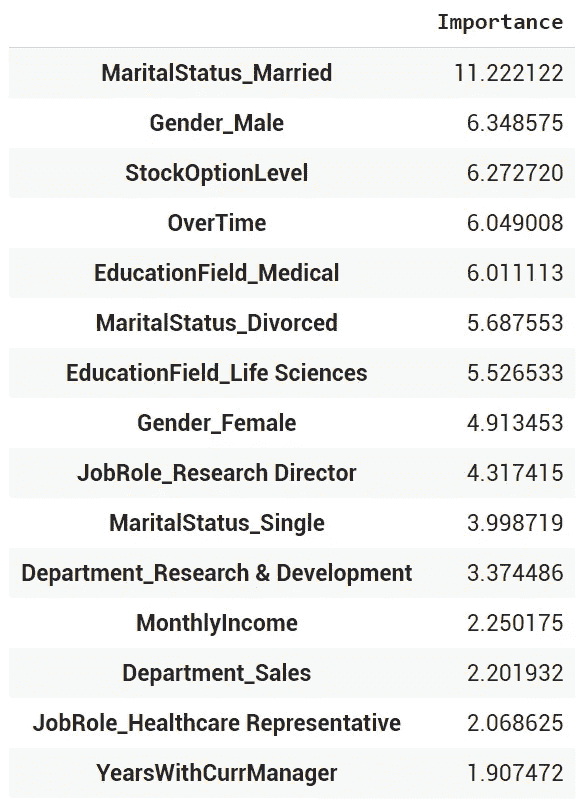 Importance
MaritalStatus_Married 11.222122
Gender_Male 6.348575
StockOptionLevel 6.272720
OverTime 6.049008
EducationField_Medical 6.011113
MaritalStatus_Divorced 5.687553
EducationField_Life Sciences 5.526533
Gender_Female 4.913453
JobRole_Research Director 4.317415
MaritalStatus_Single 3.998719
Department_Research & Development 3.374486
MonthlyIncome 2.250175
Department_Sales 2.201932
JobRole_Healthcare Representative 2.068625
YearsWithCurrManager 1.907472